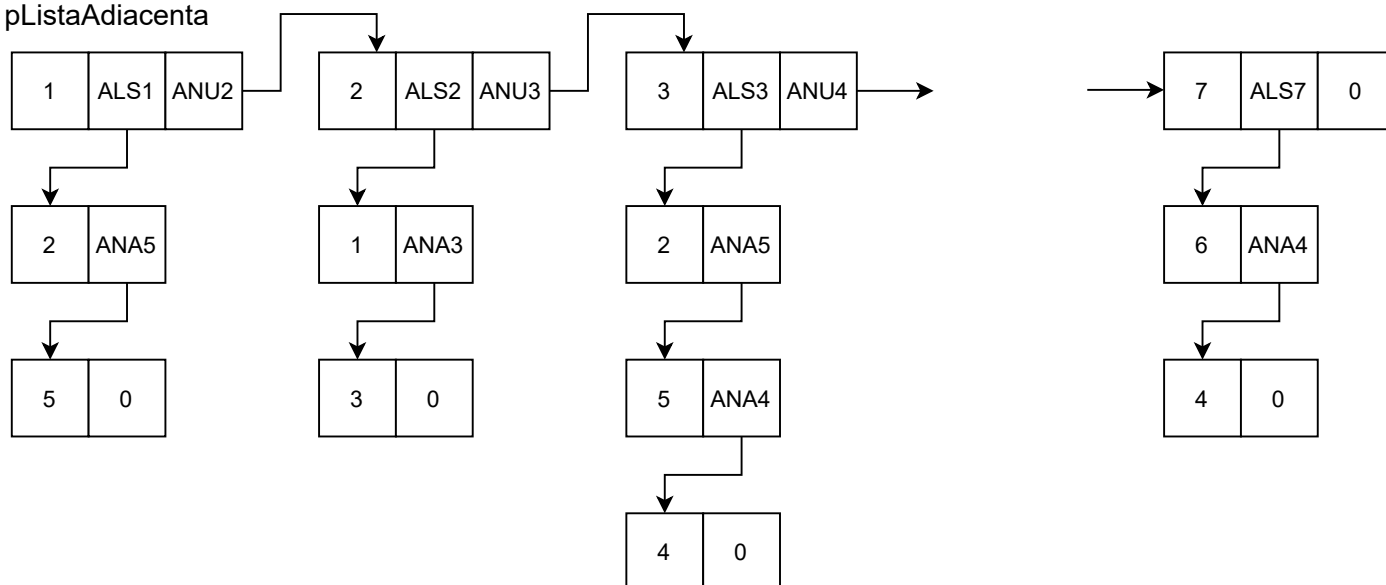 pListaAdiacenta
1 ALS1 ANU2 2 ALS2 ANU3 3 ALS3 ANU4 7 ALS7 0
2 ANA5 1 ANA3 2 ANA5 6 ANA4
5 0 3 0 5 ANA4 4 0
4 0